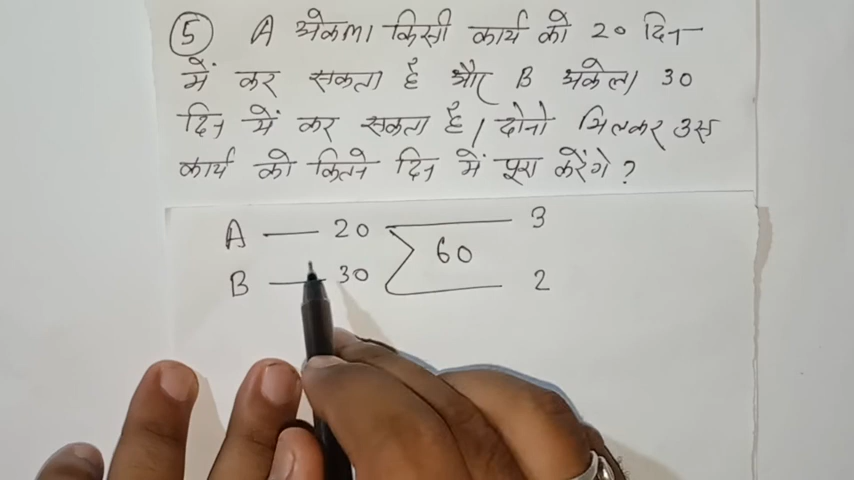 ⑤ A अकेला किसी कार्य को 20 दिन
में कर सकता है और B अकेला 30
दिन में कर सकता है। दोनो मिलकर उस
कार्य को कितने दिन में पूरा करेंगे ?
A — 20 3
60
B — 30 2